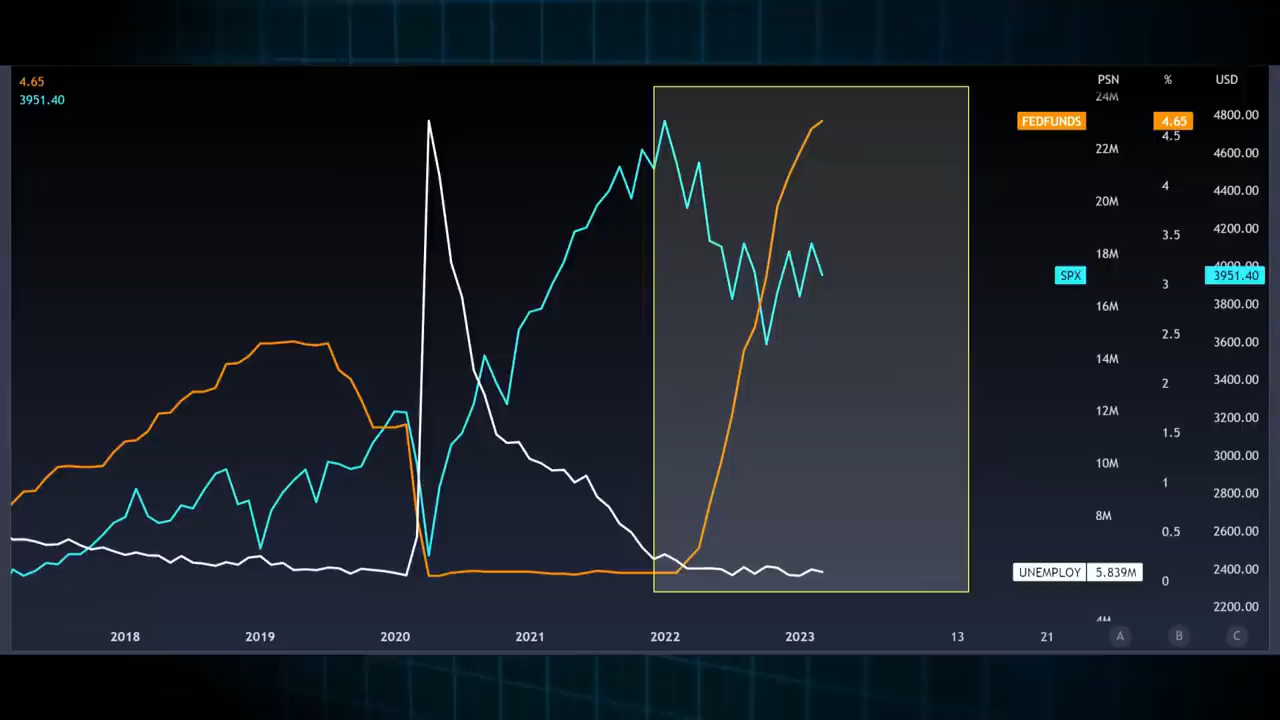 4.65
3951.40
PSN % USD
24M
4800.00
FEDFUNDS 4.65
4.5
22M
4600.00
4
4400.00
20M
3.5
4200.00
18M
4000.00
SPX 3951.40
3
3800.00
16M
2.5
3600.00
14M
2
3400.00
12M
3200.00
1.5
3000.00
10M
1
2800.00
8M
0.5
2600.00
UNEMPLOY 5.839M
2400.00
0
2200.00
4M
2018 2019 2020 2021 2022 2023 13 21 A B C